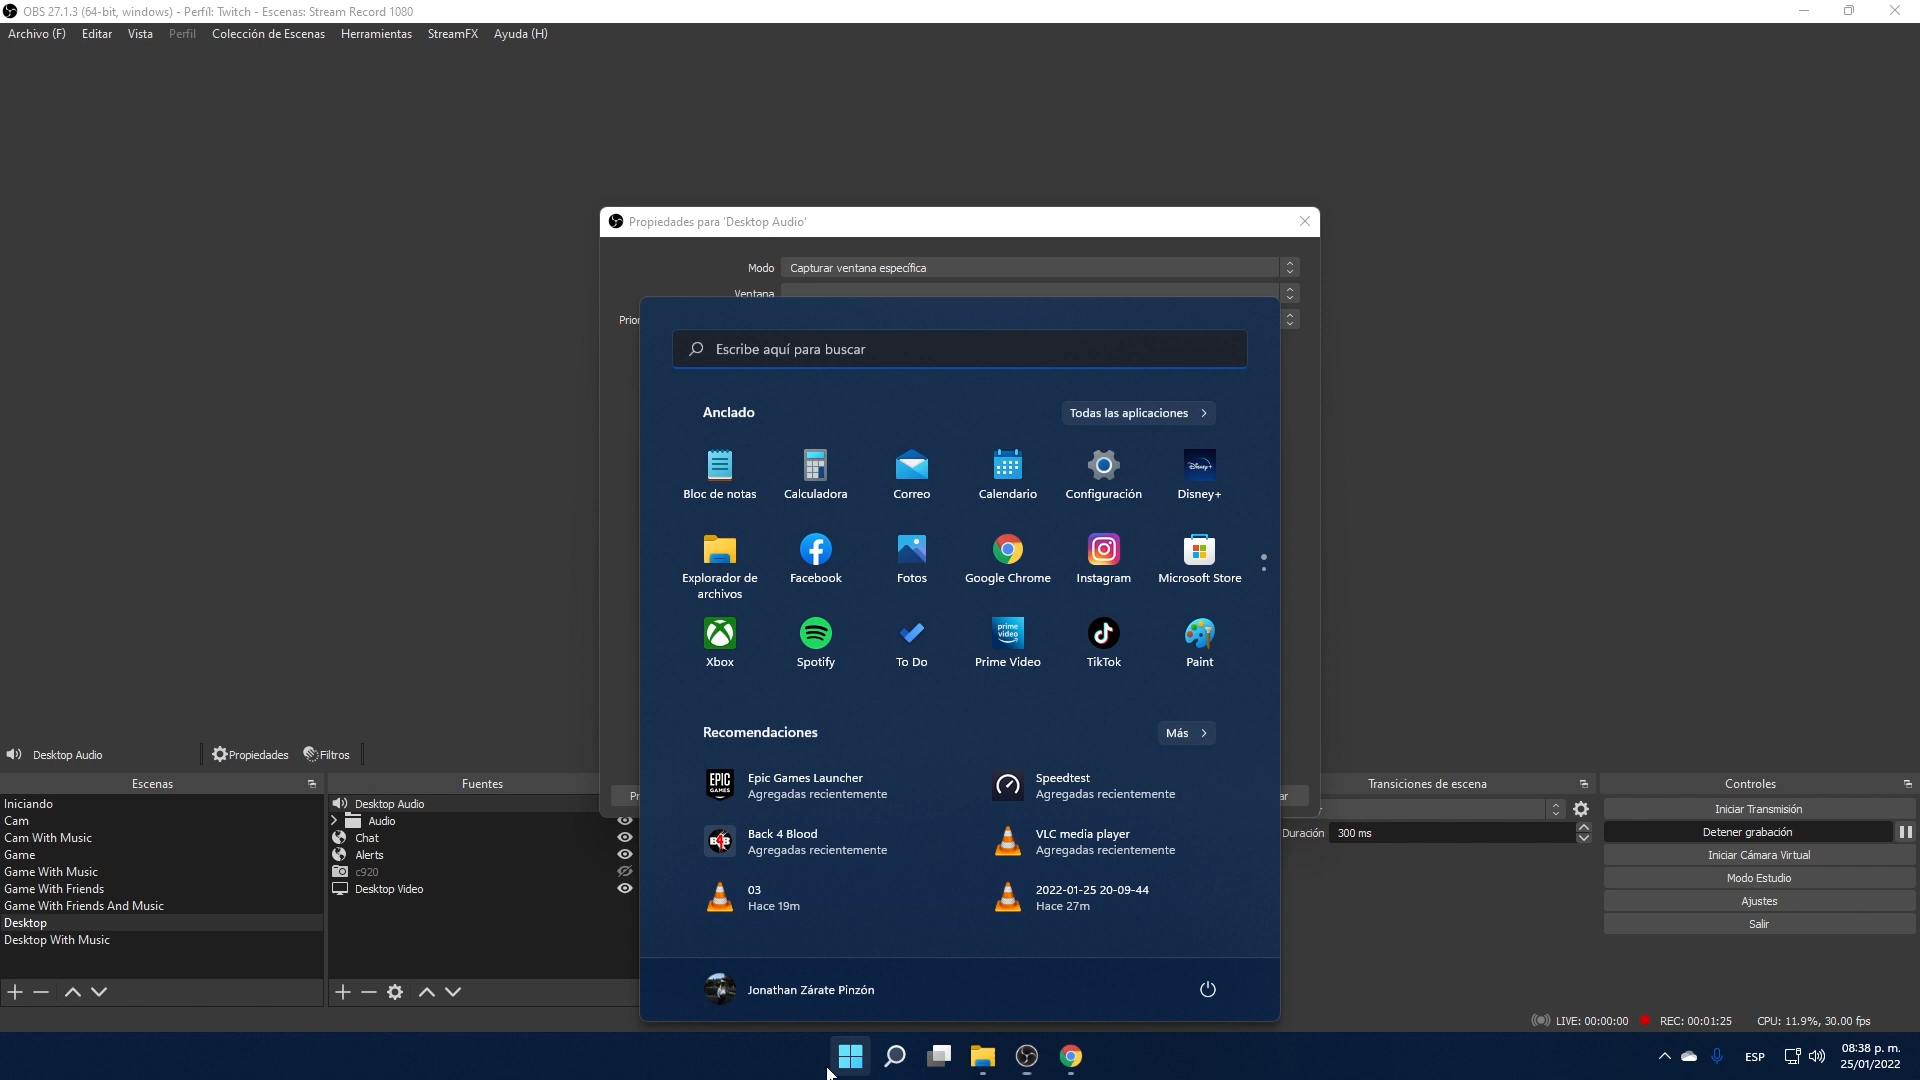 OBS 27.1.3 (64-bit, windows) - Perfil: Twitch - Escenas: Stream Record 1080
Archivo (F) Editar Vista Perfil Colección de Escenas Herramientas StreamFX Ayuda (H)
Propiedades para 'Desktop Audio'
Modo Capturar ventana específica
Ventana
Prior
Escribe aquí para buscar
Anclado Todas las aplicaciones
Bloc de notas Calculadora Correo Calendario Configuración Disney+
Explorador de archivos Facebook Fotos Google Chrome Instagram Microsoft Store
Xbox Spotify To Do prime video Prime Video TikTok Paint
Recomendaciones Más
EPIC GAMES Epic Games Launcher
Agregadas recientemente
Speedtest
Agregadas recientemente
B4B Back 4 Blood
Agregadas recientemente
VLC media player
Agregadas recientemente
03
Hace 19m
2022-01-25 20-09-44
Hace 27m
Jonathan Zárate Pinzón
Desktop Audio Propiedades Filtros
Escenas
Iniciando
Cam
Cam With Music
Game
Game With Music
Game With Friends
Game With Friends And Music
Desktop
Desktop With Music
Fuentes
Desktop Audio
Audio
Chat
Alerts
c920
Desktop Video
Pr
ar
Transiciones de escena
Duración 300 ms
Controles
Iniciar Transmisión
Detener grabación
Iniciar Cámara Virtual
Modo Estudio
Ajustes
Salir
LIVE: 00:00:00 REC: 00:01:25 CPU: 11.9%, 30.00 fps
ESP
08:38 p. m.
25/01/2022